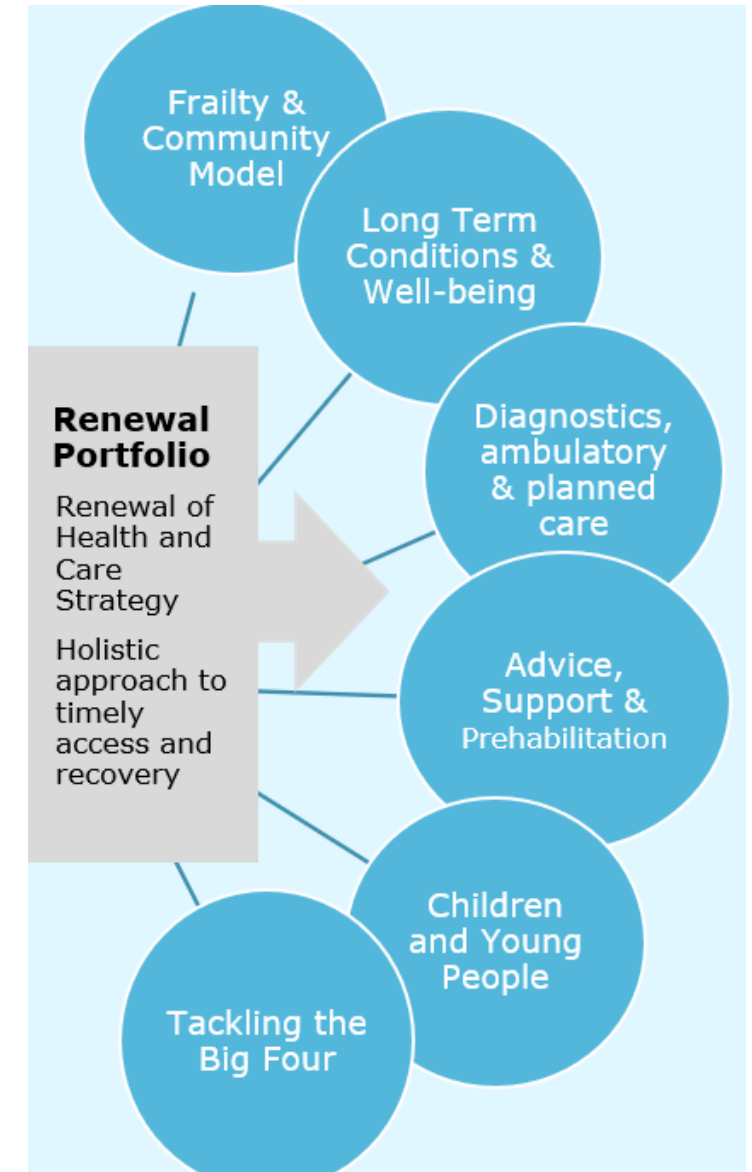 Frailty &
Community
Model
Long Term
Conditions &
Well-being
Diagnostics,
ambulatory
& planned
care
Renewal
Portfolio
Renewal of
Health and
Care
Strategy
Holistic
approach to
timely
access and
recovery
Advice,
Support &
Prehabilitation
Children
and Young
People
Tackling the
Big Four